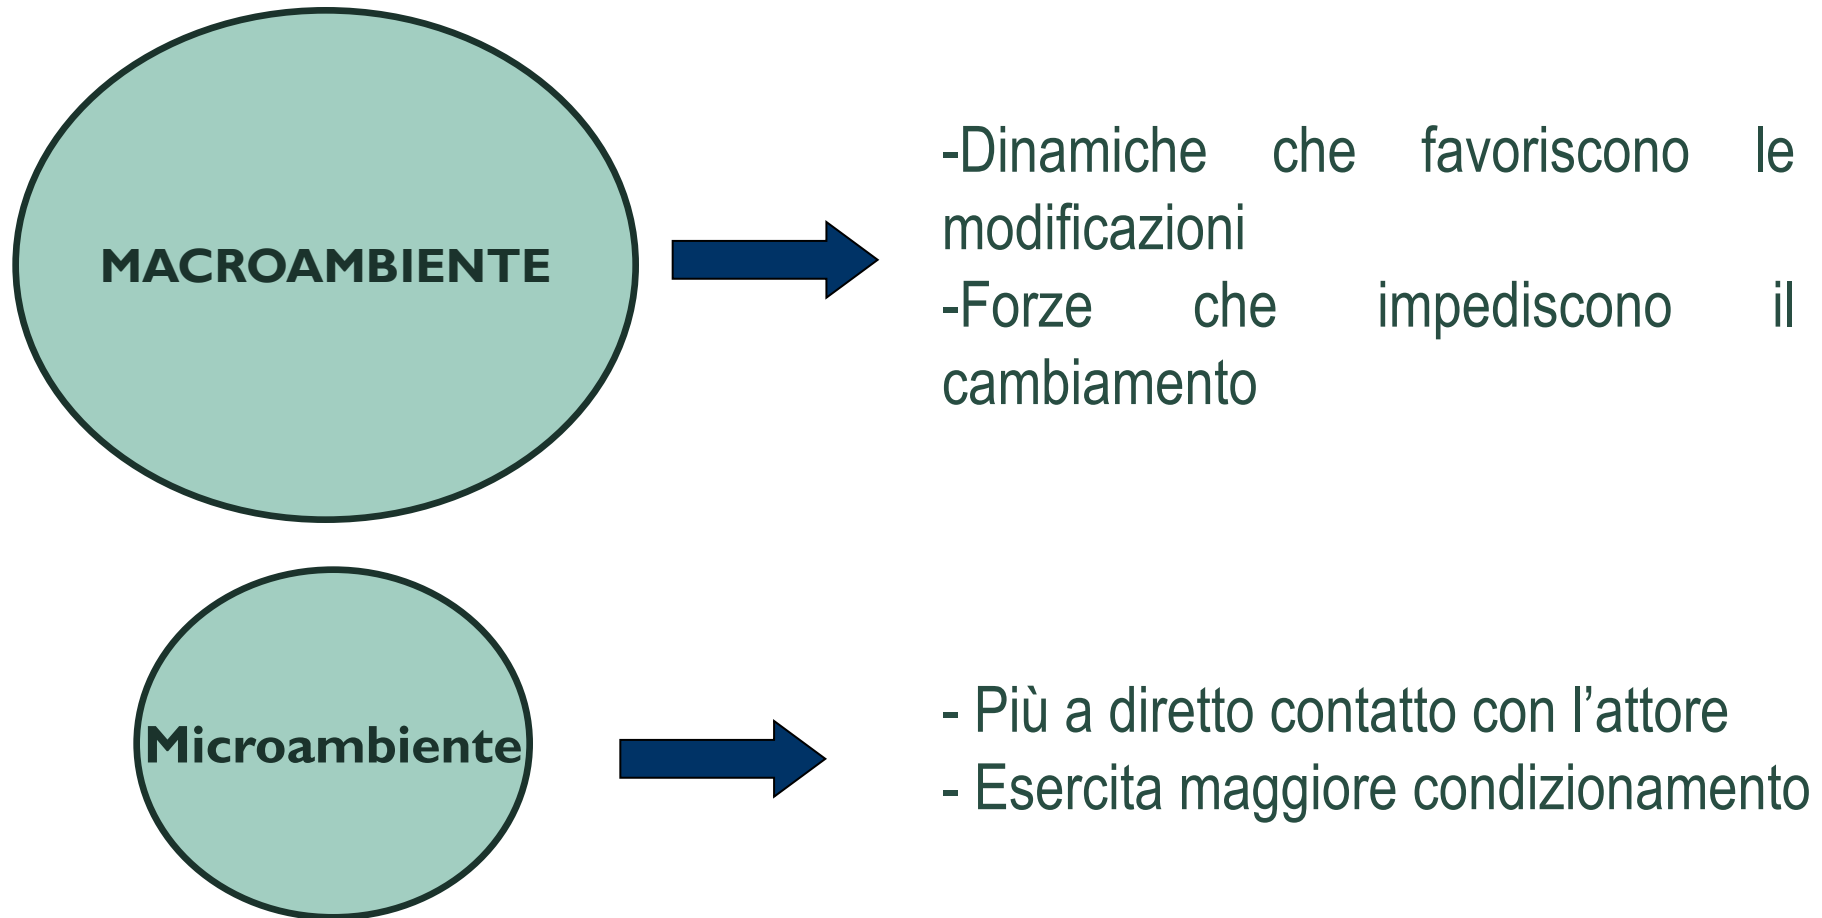 MACROAMBIENTE
-Dinamiche che favoriscono le
modificazioni
-Forze che impediscono il
cambiamento
Microambiente
- Più a diretto contatto con l’attore
- Esercita maggiore condizionamento